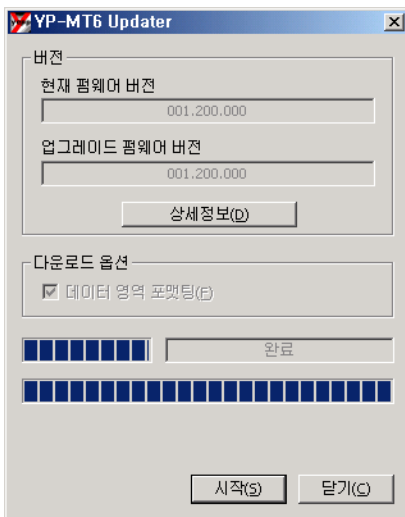 YP-MT6 Updater
버전
현재 펌웨어 버전
001.200.000
업그레이드 펌웨어 버전
001.200.000
상세정보(D)
다운로드 옵션
데이터 영역 포맷팅(F)
완료
시작(S)
닫기(C)